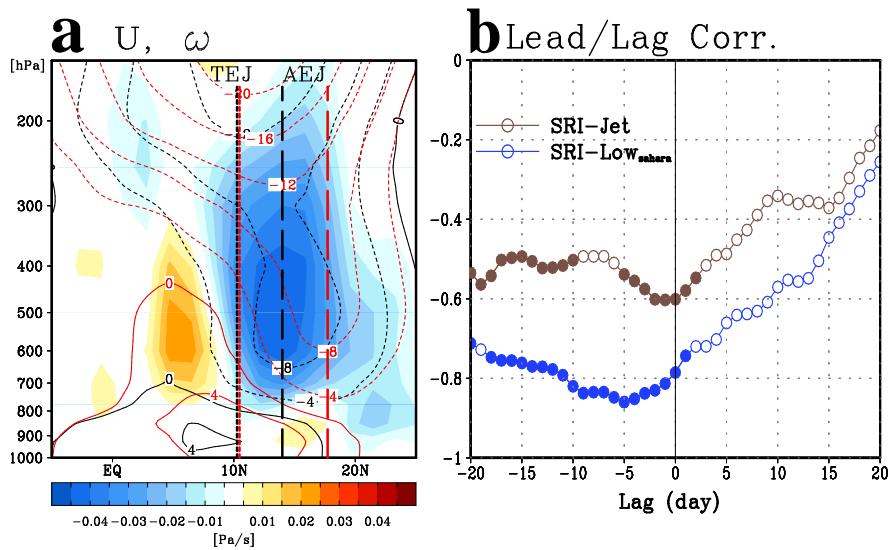 a U, ω
b Lead/Lag Corr.
[hPa]
TEJ AEJ
200
300
400
500
600
700
800
900
1000
-20
-16
-12
-8
-8
-4
-4
-4
0
0
0
4
EQ 10N 20N
-0.04 -0.03 -0.02 -0.01 0.01 0.02 0.03 0.04
[Pa/s]
0
-0.2
-0.4
-0.6
-0.8
-1
SRI-Jet
SRI-Low sahara
-20 -15 -10 -5 0 5 10 15 20
Lag (day)